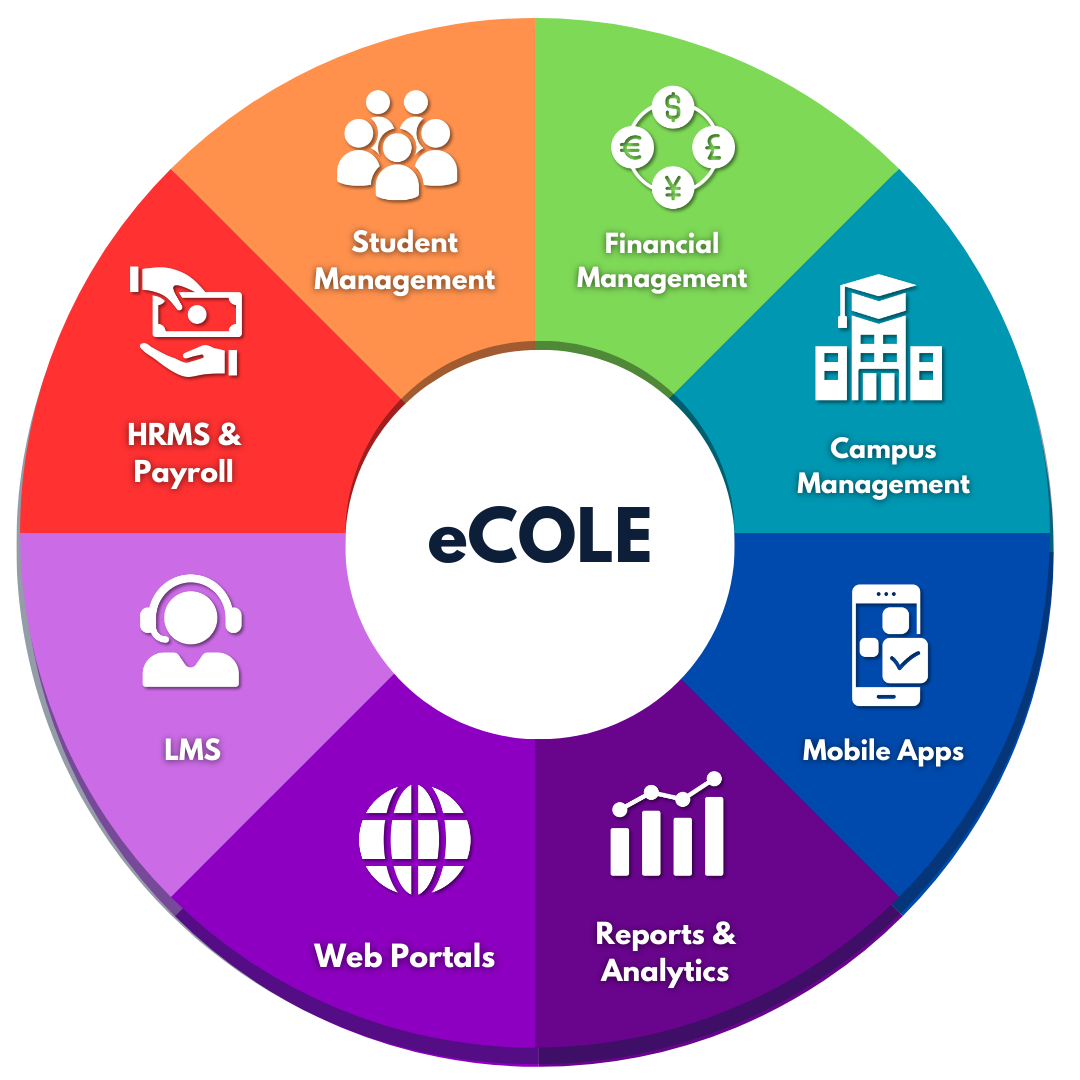 Student
Management
$
€
£
¥
Financial
Management
HRMS &
Payroll
Campus
Management
eCOLE
LMS
Mobile Apps
Web Portals
Reports &
Analytics